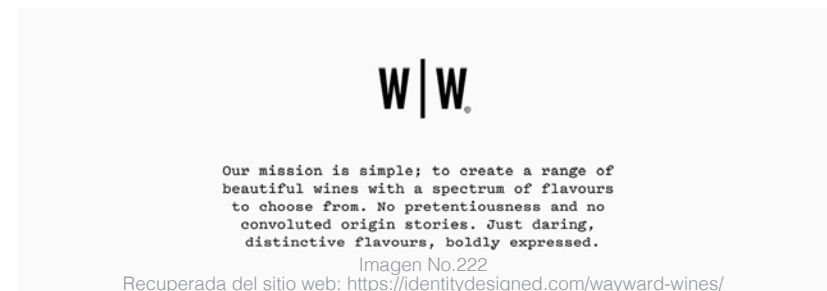 W|W®
Our mission is simple; to create a range of
beautiful wines with a spectrum of flavours
to choose from. No pretentiousness and no
convoluted origin stories. Just daring,
distinctive flavours, boldly expressed.
Imagen No.222
Recuperada del sitio web: https://identitydesigned.com/wayward-wines/